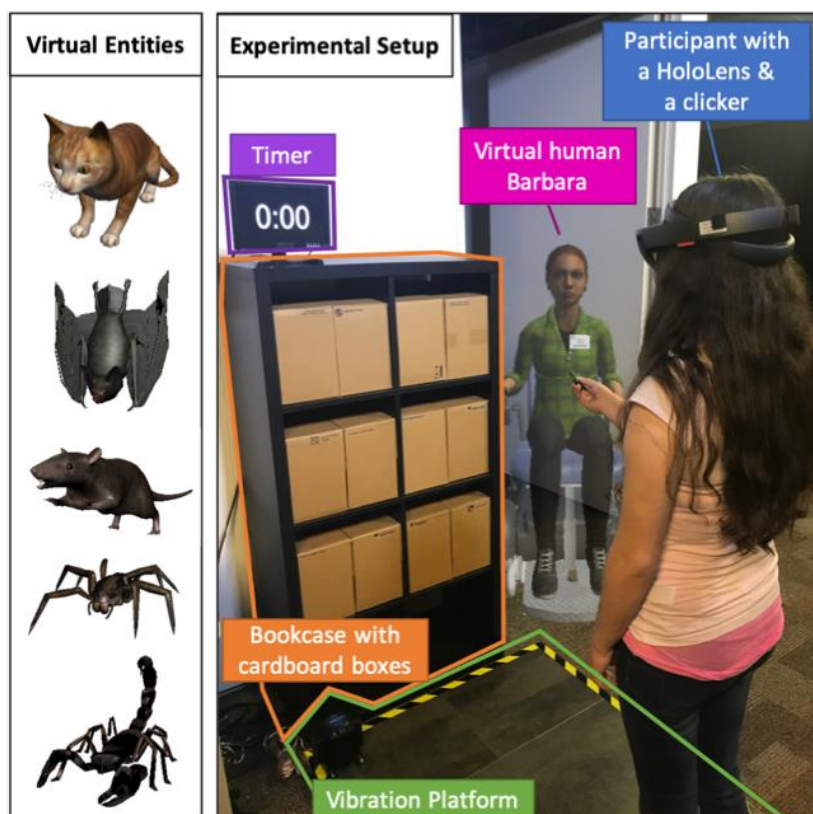 Virtual Entities
Experimental Setup
Participant with
a HoloLens &
a clicker
Timer
Virtual human
Barbara
0:00
Bookcase with
cardboard boxes
Vibration Platform